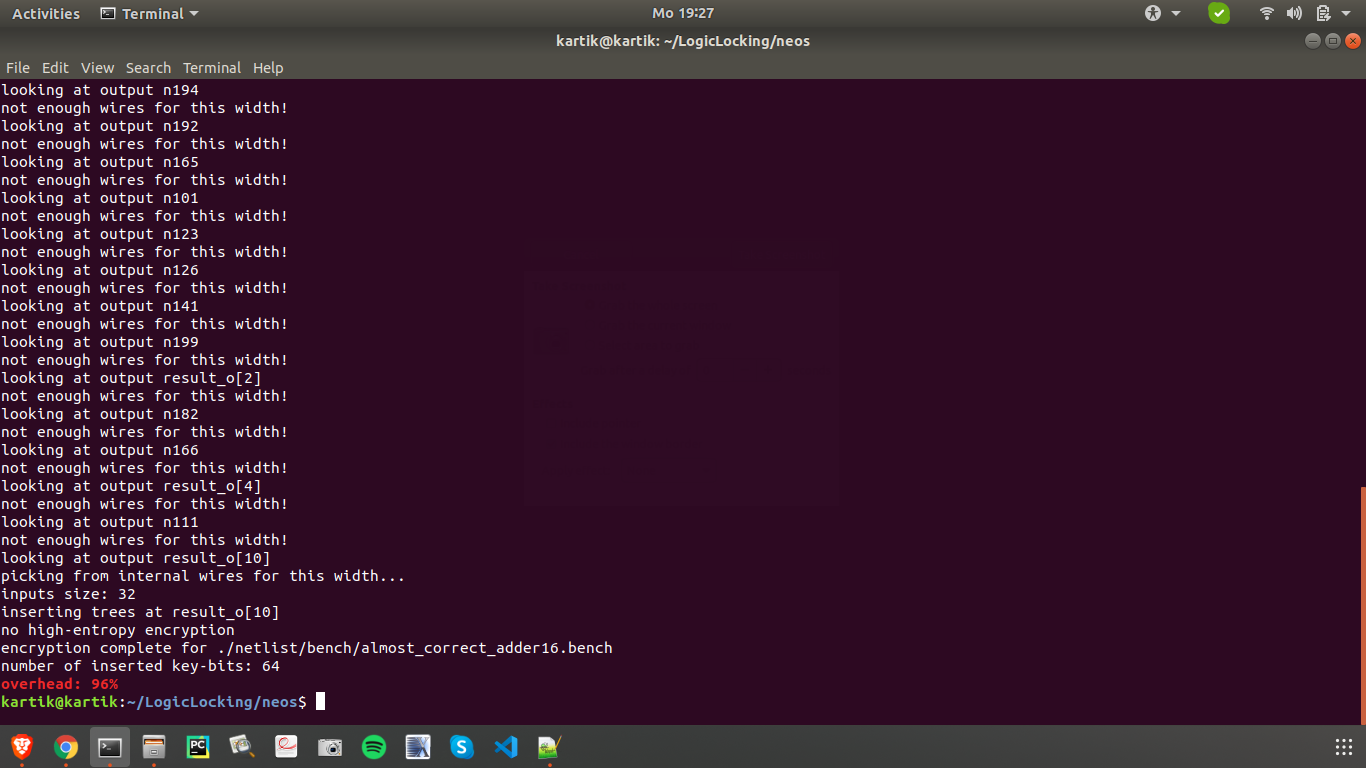 Activities Terminal Mo 19:27
kartik@kartik: ~/LogicLocking/neos
File Edit View Search Terminal Help
looking at output n194
not enough wires for this width!
looking at output n192
not enough wires for this width!
looking at output n165
not enough wires for this width!
looking at output n101
not enough wires for this width!
looking at output n123
not enough wires for this width!
looking at output n126
not enough wires for this width!
looking at output n141
not enough wires for this width!
looking at output n199
not enough wires for this width!
looking at output result_o[2]
not enough wires for this width!
looking at output n182
not enough wires for this width!
looking at output n166
not enough wires for this width!
looking at output result_o[4]
not enough wires for this width!
looking at output n111
not enough wires for this width!
looking at output result_o[10]
picking from internal wires for this width...
inputs size: 32
inserting trees at result_o[10]
no high-entropy encryption
encryption complete for ./netlist/bench/almost_correct_adder16.bench
number of inserted key-bits: 64
overhead: 96%
kartik@kartik:~/LogicLocking/neos$
PC